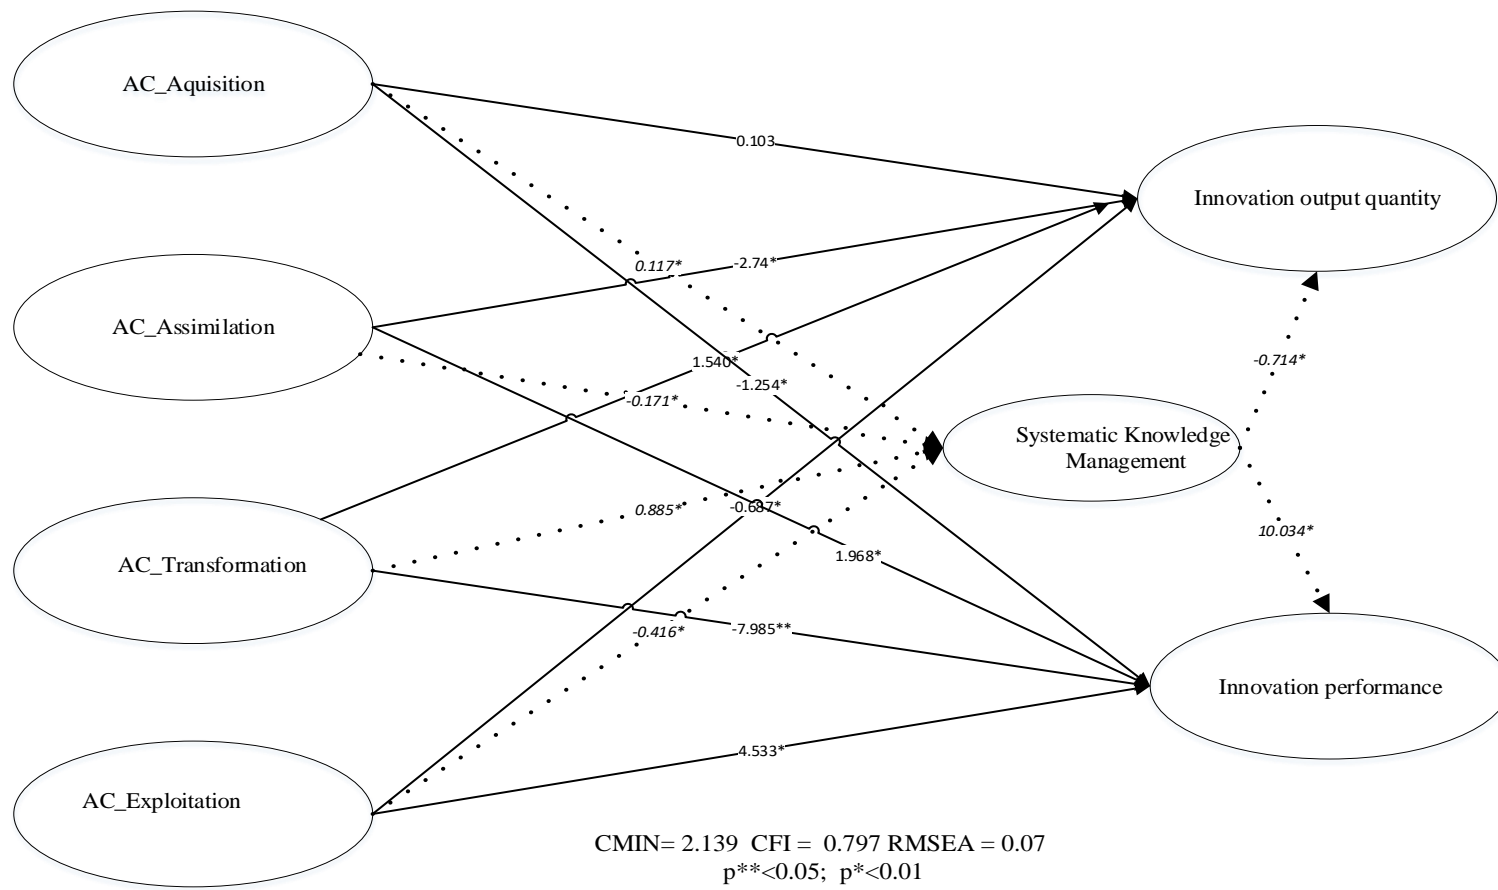 AC_Aquisition
0.103
Innovation output quantity
0.117*
-2.74*
AC_Assimilation
1.540*
-1.254*
-0.714*
-0.171*
Systematic Knowledge
Management
0.885*
-0.687*
10.034*
1.968*
AC_Transformation
-0.416*
-7.985**
Innovation performance
4.533*
AC_Exploitation
CMIN= 2.139 CFI = 0.797 RMSEA = 0.07
p**<0.05; p*<0.01